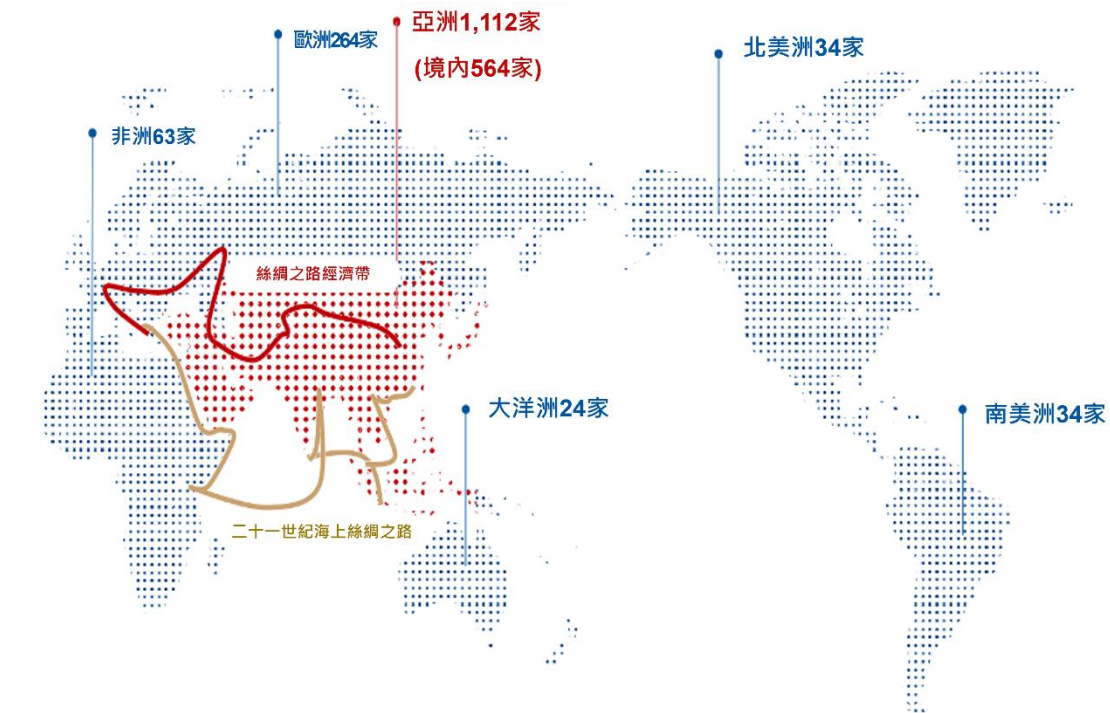 亞洲1,112家
(境內564家)
歐洲264家
北美洲34家
非洲63家
絲綢之路經濟帶
大洋洲24家
南美洲34家
二十一世紀海上絲綢之路